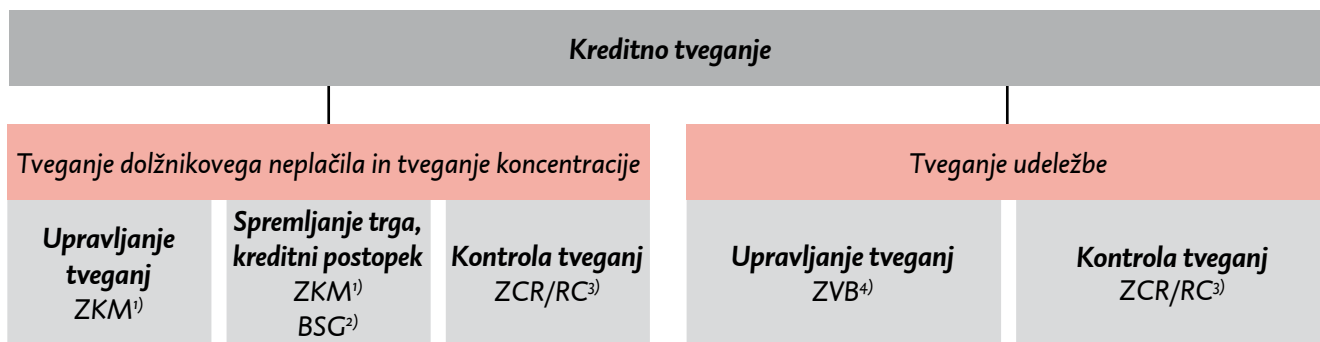 Kreditno tveganje
Tveganje dolžnikovega neplačila in tveganje koncentracije
Upravljanje
tveganj
ZKM¹⁾
Spremljanje trga,
kreditni postopek
ZKM¹⁾
BSG²⁾
Kontrola tveganj
ZCR/RC³⁾
Tveganje udeležbe
Upravljanje tveganj
ZVB⁴⁾
Kontrola tveganj
ZCR/RC³⁾